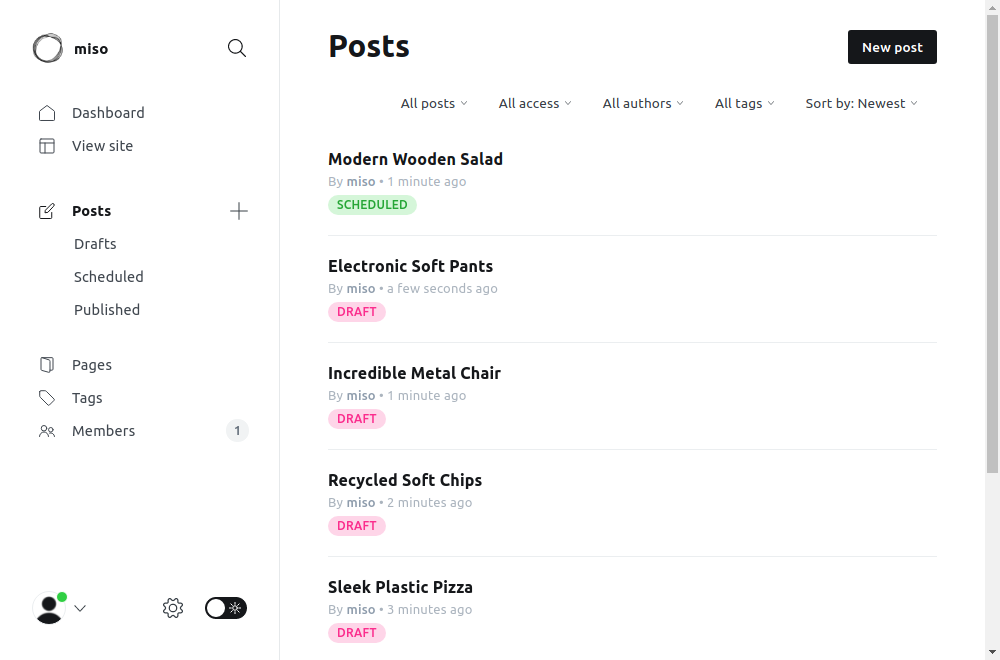 miso
Dashboard
View site
Posts
Drafts
Scheduled
Published
Pages
Tags
Members 1
Posts
New post
All posts All access All authors All tags Sort by: Newest
Modern Wooden Salad
By miso • 1 minute ago
SCHEDULED
Electronic Soft Pants
By miso • a few seconds ago
DRAFT
Incredible Metal Chair
By miso • 1 minute ago
DRAFT
Recycled Soft Chips
By miso • 2 minutes ago
DRAFT
Sleek Plastic Pizza
By miso • 3 minutes ago
DRAFT